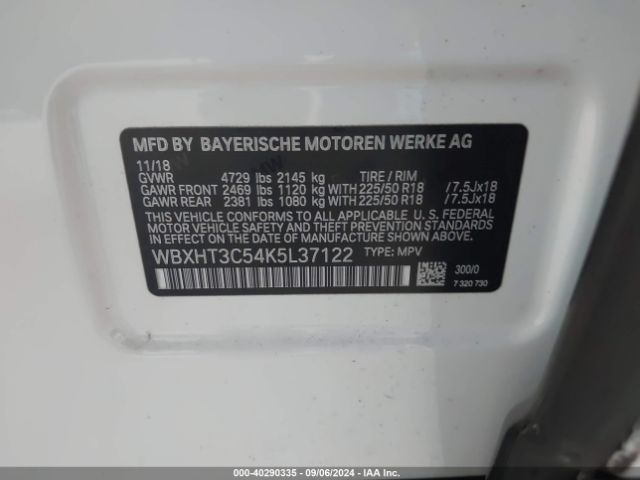 MFD BY BAYERISCHE MOTOREN WERKE AG
11/18
GVWR 4729 lbs 2145 kg TIRE / RIM
GAWR FRONT 2469 lbs 1120 kg WITH 225/50 R18 / 7.5Jx18
GAWR REAR 2381 lbs 1080 kg WITH 225/50 R18 / 7.5Jx18
THIS VEHICLE CONFORMS TO ALL APPLICABLE U. S. FEDERAL
MOTOR VEHICLE SAFETY, BUMPER, AND THEFT PREVENTION
STANDARDS IN EFFECT ON THE DATE OF MANUFACTURE SHOWN ABOVE.
WBXHT3C54K5L37122 TYPE: MPV
300/0
7 320 730
000-40290335 - 09/06/2024 - IAA Inc.